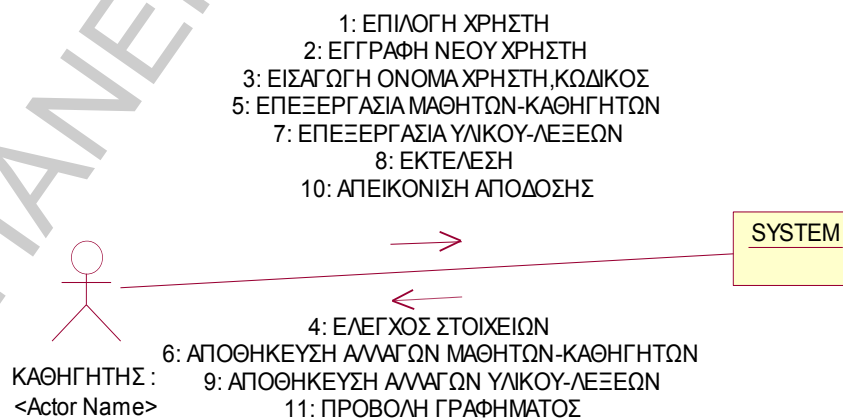 1: ΕΠΙΛΟΓΗ ΧΡΗΣΤΗ
2: ΕΓΓΡΑΦΗ ΝΕΟΥ ΧΡΗΣΤΗ
3: ΕΙΣΑΓΩΓΗ ΟΝΟΜΑ ΧΡΗΣΤΗ,ΚΩΔΙΚΟΣ
5: ΕΠΕΞΕΡΓΑΣΙΑ ΜΑΘΗΤΩΝ-ΚΑΘΗΓΗΤΩΝ
7: ΕΠΕΞΕΡΓΑΣΙΑ ΥΛΙΚΟΥ-ΛΕΞΕΩΝ
8: ΕΚΤΕΛΕΣΗ
10: ΑΠΕΙΚΟΝΙΣΗ ΑΠΟΔΟΣΗΣ
SYSTEM
4: ΕΛΕΓΧΟΣ ΣΤΟΙΧΕΙΩΝ
6: ΑΠΟΘΗΚΕΥΣΗ ΑΛΛΑΓΩΝ ΜΑΘΗΤΩΝ-ΚΑΘΗΓΗΤΩΝ
9: ΑΠΟΘΗΚΕΥΣΗ ΑΛΛΑΓΩΝ ΥΛΙΚΟΥ-ΛΕΞΕΩΝ
11: ΠΡΟΒΟΛΗ ΓΡΑΦΗΜΑΤΟΣ
ΚΑΘΗΓΗΤΗΣ :
<Actor Name>